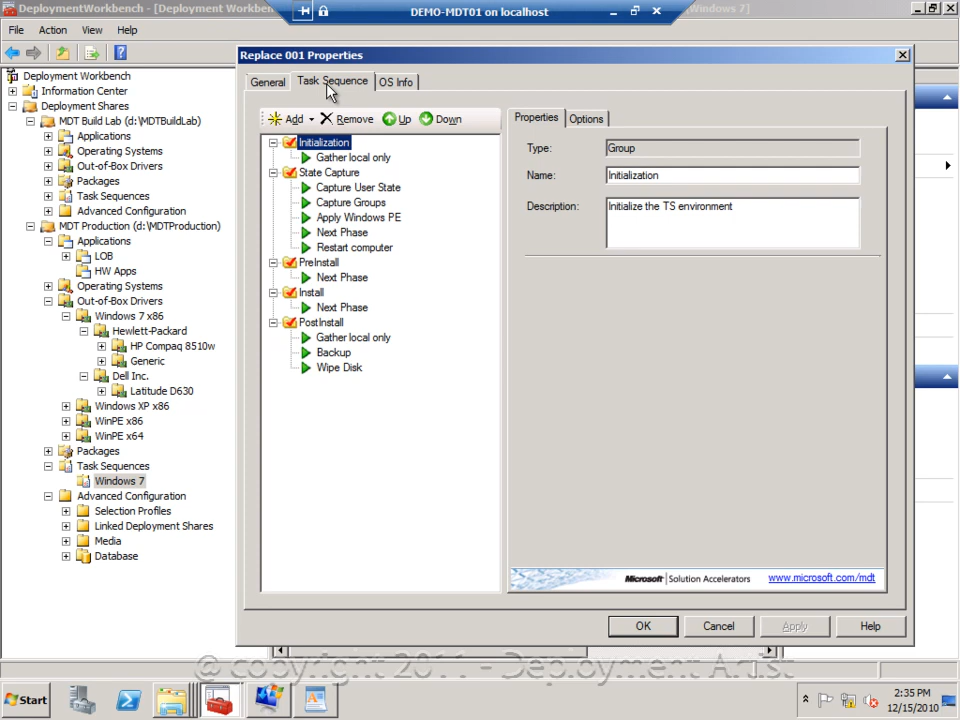 DeploymentWorkbench - [Deployment Workben
DEMO-MDT01 on localhost
Windows 7]
File Action View Help
Replace 001 Properties
General Task Sequence OS Info
Deployment Workbench
Information Center
Deployment Shares
MDT Build Lab (d:\MDTBuildLab)
Applications
Operating Systems
Out-of-Box Drivers
Packages
Task Sequences
Advanced Configuration
MDT Production (d:\MDTProduction)
Applications
LOB
HW Apps
Operating Systems
Out-of-Box Drivers
Windows 7 x86
Hewlett-Packard
HP Compaq 8510w
Generic
Dell Inc.
Latitude D630
Windows XP x86
WinPE x86
WinPE x64
Packages
Task Sequences
Windows 7
Advanced Configuration
Selection Profiles
Linked Deployment Shares
Media
Database
Add Remove Up Down
Initialization
Gather local only
State Capture
Capture User State
Capture Groups
Apply Windows PE
Next Phase
Restart computer
PreInstall
Next Phase
Install
Next Phase
PostInstall
Gather local only
Backup
Wipe Disk
Properties Options
Type: Group
Name: Initialization
Description: Initialize the TS environment
Microsoft Solution Accelerators www.microsoft.com/mdt
OK Cancel Apply Help
@ copyright 2011 - Deployment Artist
Start
2:35 PM
12/15/2010